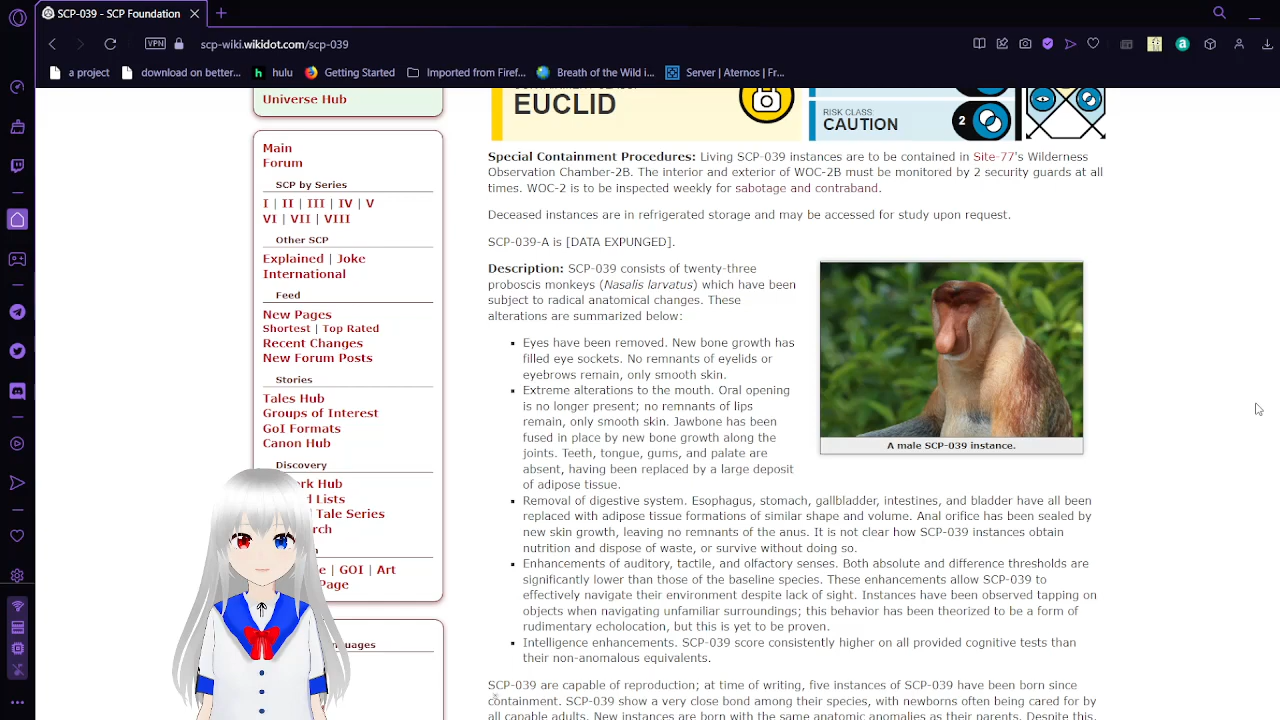 SCP-039 - SCP Foundation
VPN
scp-wiki.wikidot.com/scp-039
a project
download on better...
hulu
Getting Started
Imported from Firef...
Breath of the Wild i...
Server | Aternos | Fr...
Universe Hub
Main
Forum
SCP by Series
I | II | III | IV | V
VI | VII | VIII
Other SCP
Explained | Joke
International
Feed
New Pages
Shortest | Top Rated
Recent Changes
New Forum Posts
Stories
Tales Hub
Groups of Interest
GoI Formats
Canon Hub
Discovery
rk Hub
Lists
Tale Series
rch
| GOI | Art
Page
nguages
EUCLID
RISK CLASS
CAUTION
2
Special Containment Procedures: Living SCP-039 instances are to be contained in Site-77's Wilderness
Observation Chamber-2B. The interior and exterior of WOC-2B must be monitored by 2 security guards at all
times. WOC-2 is to be inspected weekly for sabotage and contraband.
Deceased instances are in refrigerated storage and may be accessed for study upon request.
SCP-039-A is [DATA EXPUNGED].
Description: SCP-039 consists of twenty-three
proboscis monkeys (Nasalis larvatus) which have been
subject to radical anatomical changes. These
alterations are summarized below:
Eyes have been removed. New bone growth has
filled eye sockets. No remnants of eyelids or
eyebrows remain, only smooth skin.
Extreme alterations to the mouth. Oral opening
is no longer present; no remnants of lips
remain, only smooth skin. Jawbone has been
fused in place by new bone growth along the
joints. Teeth, tongue, gums, and palate are
absent, having been replaced by a large deposit
of adipose tissue.
A male SCP-039 instance.
Removal of digestive system. Esophagus, stomach, gallbladder, intestines, and bladder have all been
replaced with adipose tissue formations of similar shape and volume. Anal orifice has been sealed by
new skin growth, leaving no remnants of the anus. It is not clear how SCP-039 instances obtain
nutrition and dispose of waste, or survive without doing so.
Enhancements of auditory, tactile, and olfactory senses. Both absolute and difference thresholds are
significantly lower than those of the baseline species. These enhancements allow SCP-039 to
effectively navigate their environment despite lack of sight. Instances have been observed tapping on
objects when navigating unfamiliar surroundings; this behavior has been theorized to be a form of
rudimentary echolocation, but this is yet to be proven.
Intelligence enhancements. SCP-039 score consistently higher on all provided cognitive tests than
their non-anomalous equivalents.
SCP-039 are capable of reproduction; at time of writing, five instances of SCP-039 have been born since
containment. SCP-039 show a very close bond among their species, with newborns often being cared for by
all capable adults. New instances are born with the same anatomic anomalies as their parents. Despite this,